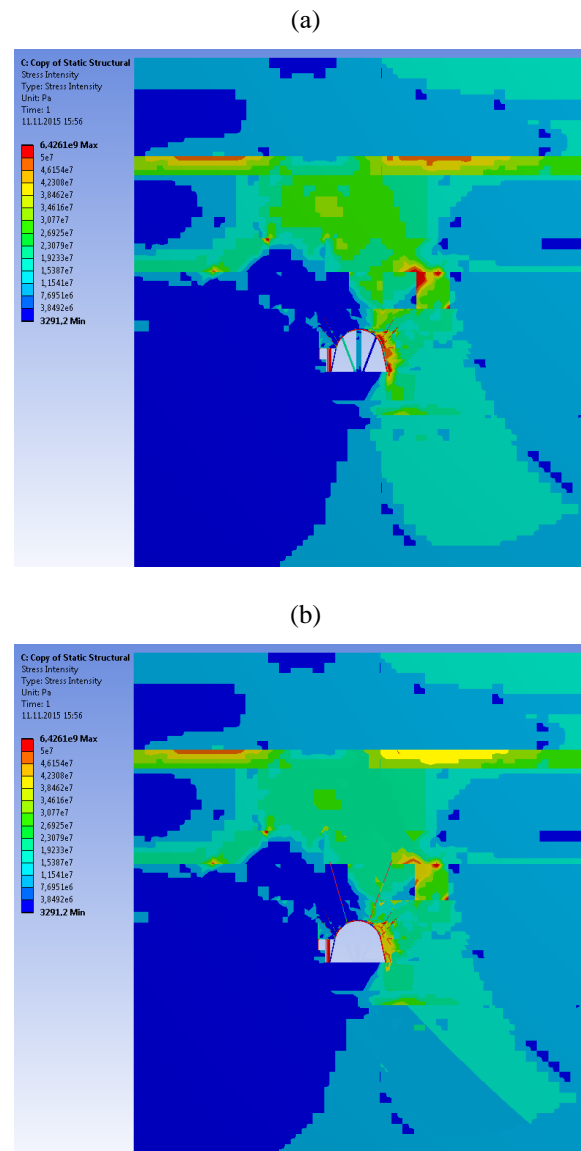 (a)
C: Copy of Static Structural
Stress Intensity
Type: Stress Intensity
Unit: Pa
Time: 1
11.11.2015 15:56
6,4261e9 Max
5e7
4,6154e7
4,2308e7
3,8462e7
3,4616e7
3,077e7
2,6925e7
2,3079e7
1,9233e7
1,5387e7
1,1541e7
7,6951e6
3,8492e6
3291,2 Min
(b)
C: Copy of Static Structural
Stress Intensity
Type: Stress Intensity
Unit: Pa
Time: 1
11.11.2015 15:56
6,4261e9 Max
5e7
4,6154e7
4,2308e7
3,8462e7
3,4616e7
3,077e7
2,6925e7
2,3079e7
1,9233e7
1,5387e7
1,1541e7
7,6951e6
3,8492e6
3291,2 Min